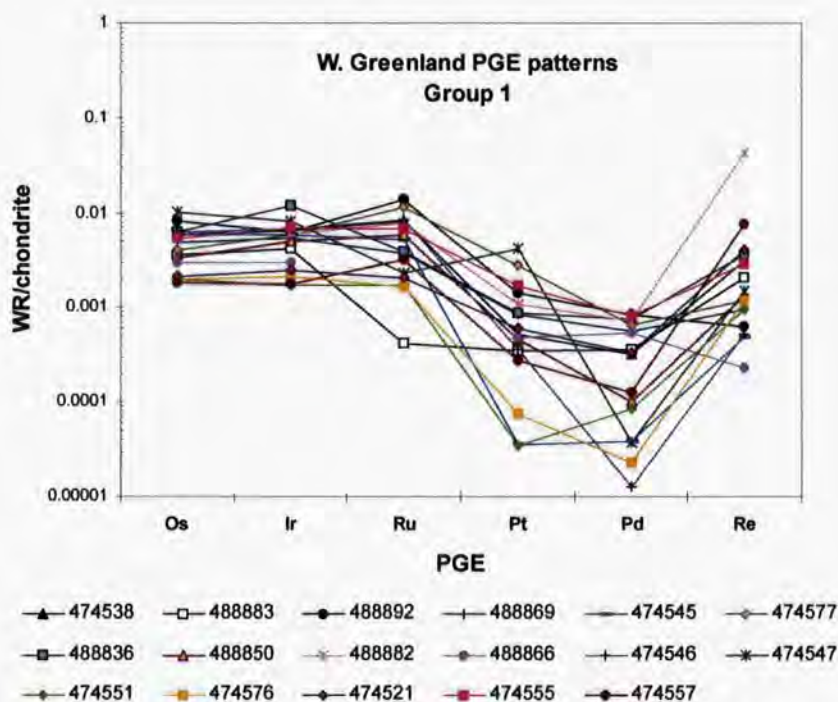 W. Greenland PGE patterns
Group 1
WR/chondrite
1
0.1
0.01
0.001
0.0001
0.00001
Os Ir Ru Pt Pd Re
PGE
474538 488883 488892 488869 474545 474577
488836 488850 488882 488866 474546 474547
474551 474576 474521 474555 474557